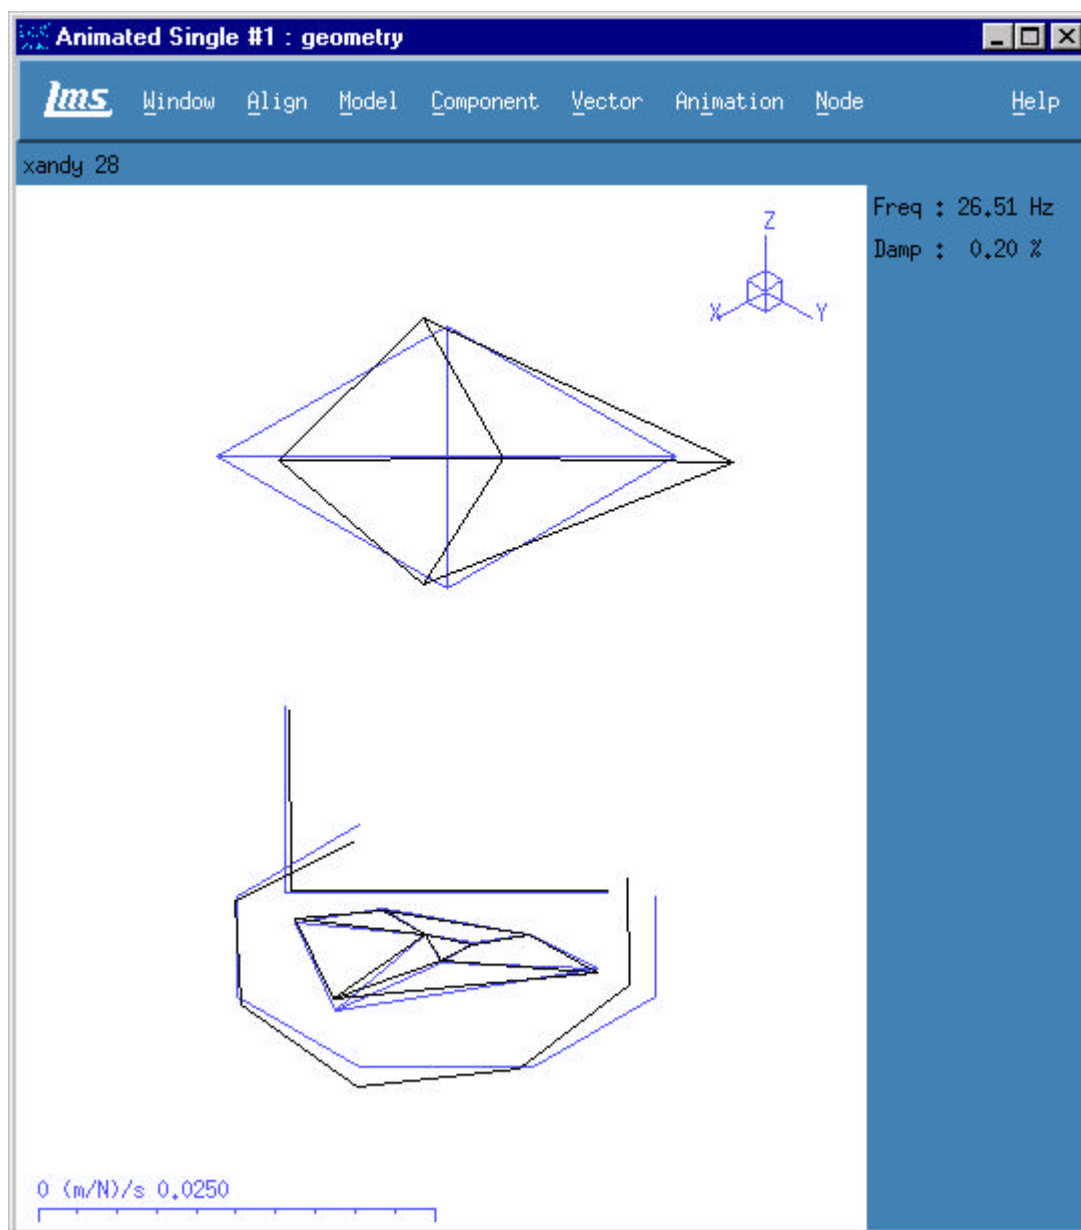 Animated Single #1 : geometry
lms Window Align Model Component Vector Animation Node Help
xandy 28
Freq : 26.51 Hz
Damp : 0.20 %
Z
X
Y
0 (m/N)/s 0.0250